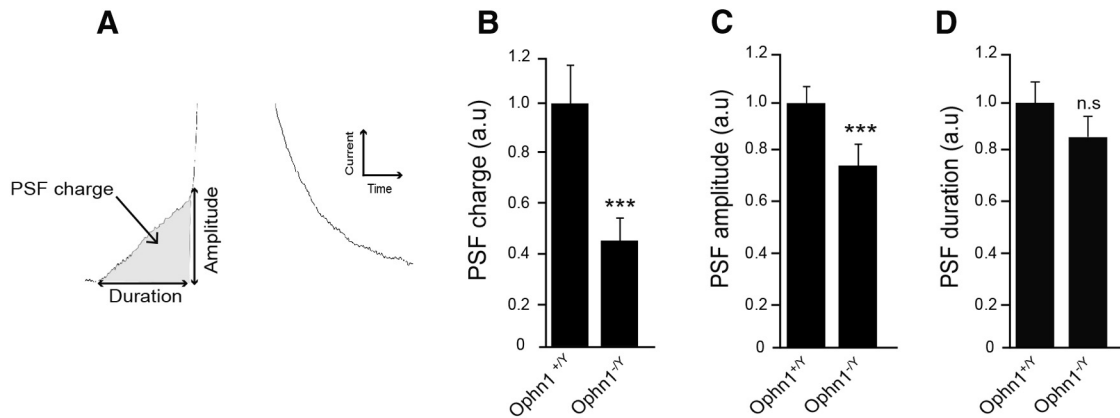 A
PSF charge
Amplitude
Duration
Current
Time
B
PSF charge (a.u)
1.2
1.0
0.8
0.6
0.4
0.2
0
***
Ophn1 +/Y
Ophn1-/Y
C
PSF amplitude (a.u)
1.2
1.0
0.8
0.6
0.4
0.2
0
***
Ophn1+/Y
Ophn1-/Y
D
PSF duration (a.u)
1.2
1.0
0.8
0.6
0.4
0.2
0
n.s
Ophn1+/Y
Ophn1-/Y